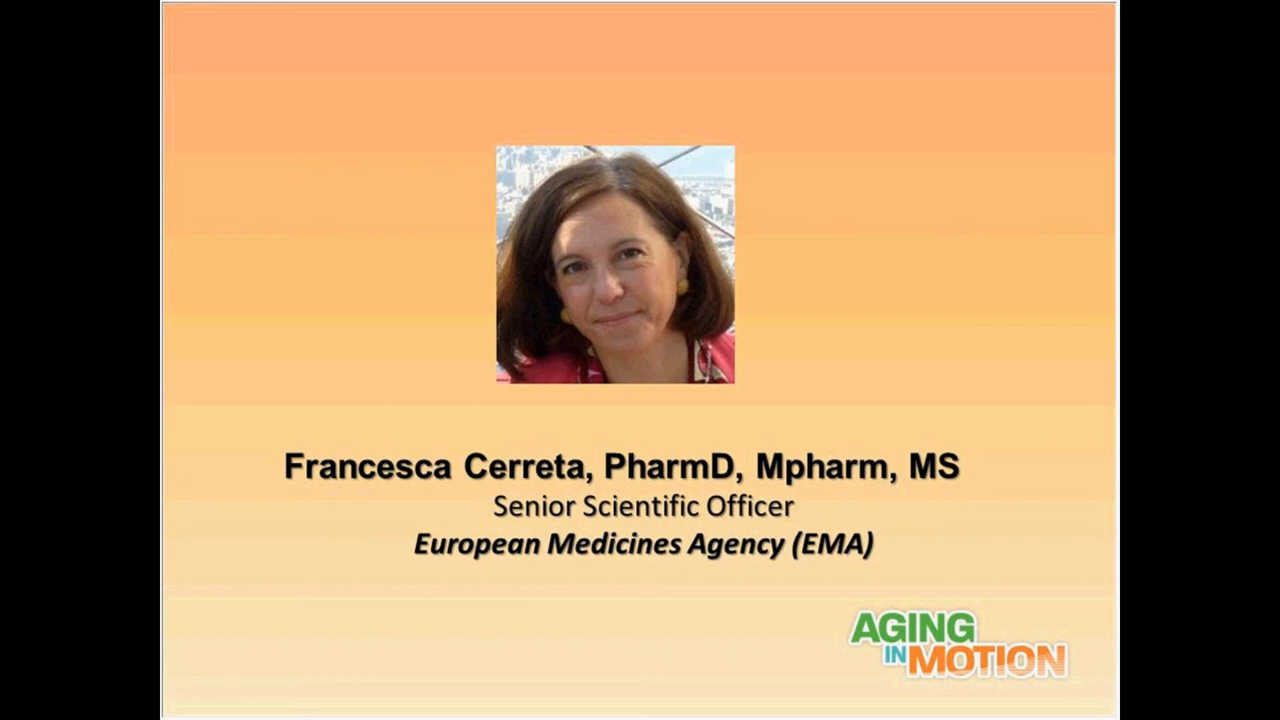 Francesca Cerreta, PharmD, Mpharm, MS
Senior Scientific Officer
European Medicines Agency (EMA)
AGING
IN MOTION